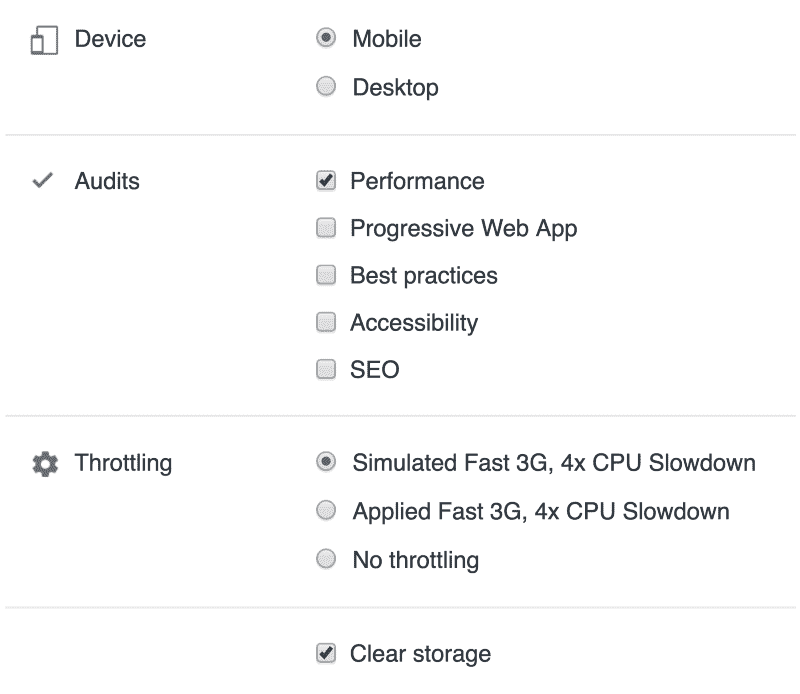 Device
Mobile
Desktop
Audits
Performance
Progressive Web App
Best practices
Accessibility
SEO
Throttling
Simulated Fast 3G, 4x CPU Slowdown
Applied Fast 3G, 4x CPU Slowdown
No throttling
Clear storage